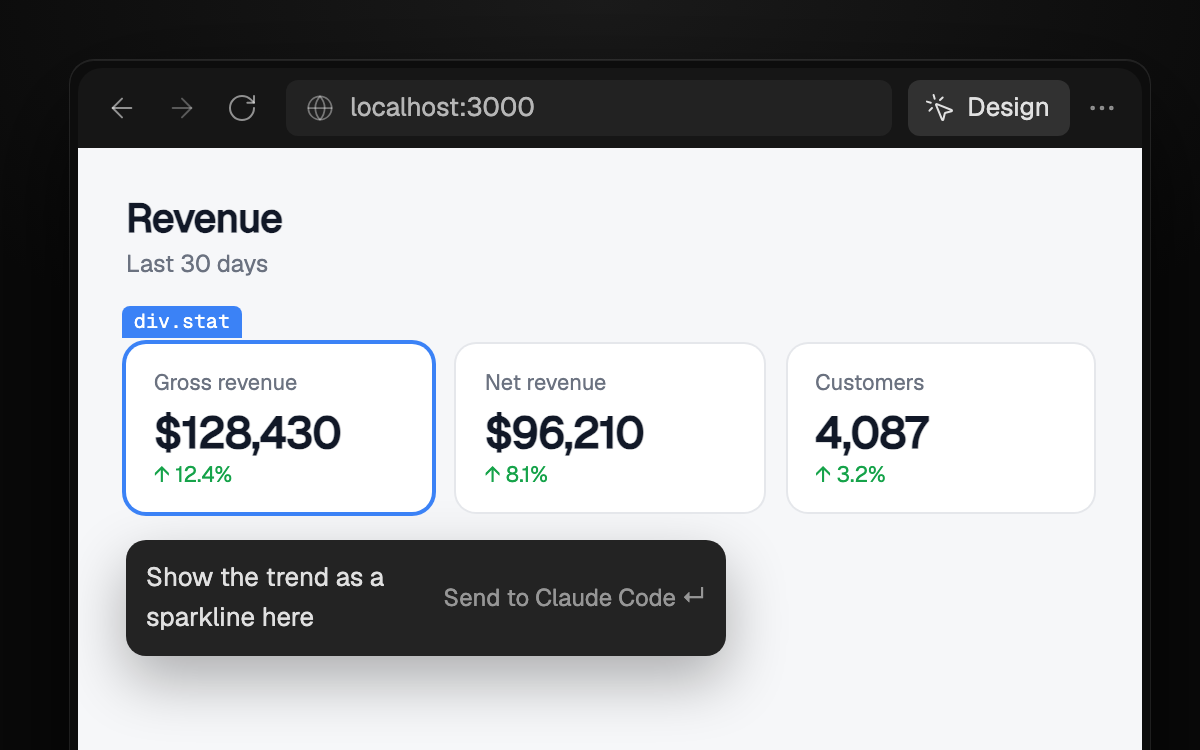 localhost:3000
Design
Revenue
Last 30 days
div.stat
Gross revenue
$128,430
↑ 12.4%
Net revenue
$96,210
↑ 8.1%
Customers
4,087
↑ 3.2%
Show the trend as a
sparkline here
Send to Claude Code ↵